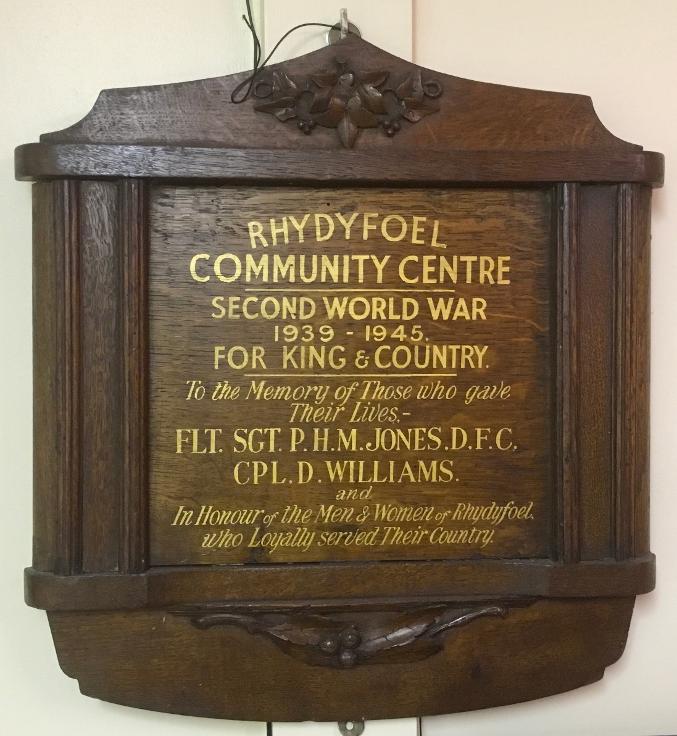 RHYDYFOEL
COMMUNITY CENTRE
SECOND WORLD WAR
1939 - 1945.
FOR KING & COUNTRY.
To the Memory of Those who gave
Their Lives,-
FLT. SGT. P.H.M. JONES, D.F.C,
CPL. D. WILLIAMS.
and
In Honour of the Men & Women of Rhydyfoel,
who Loyally served Their Country.